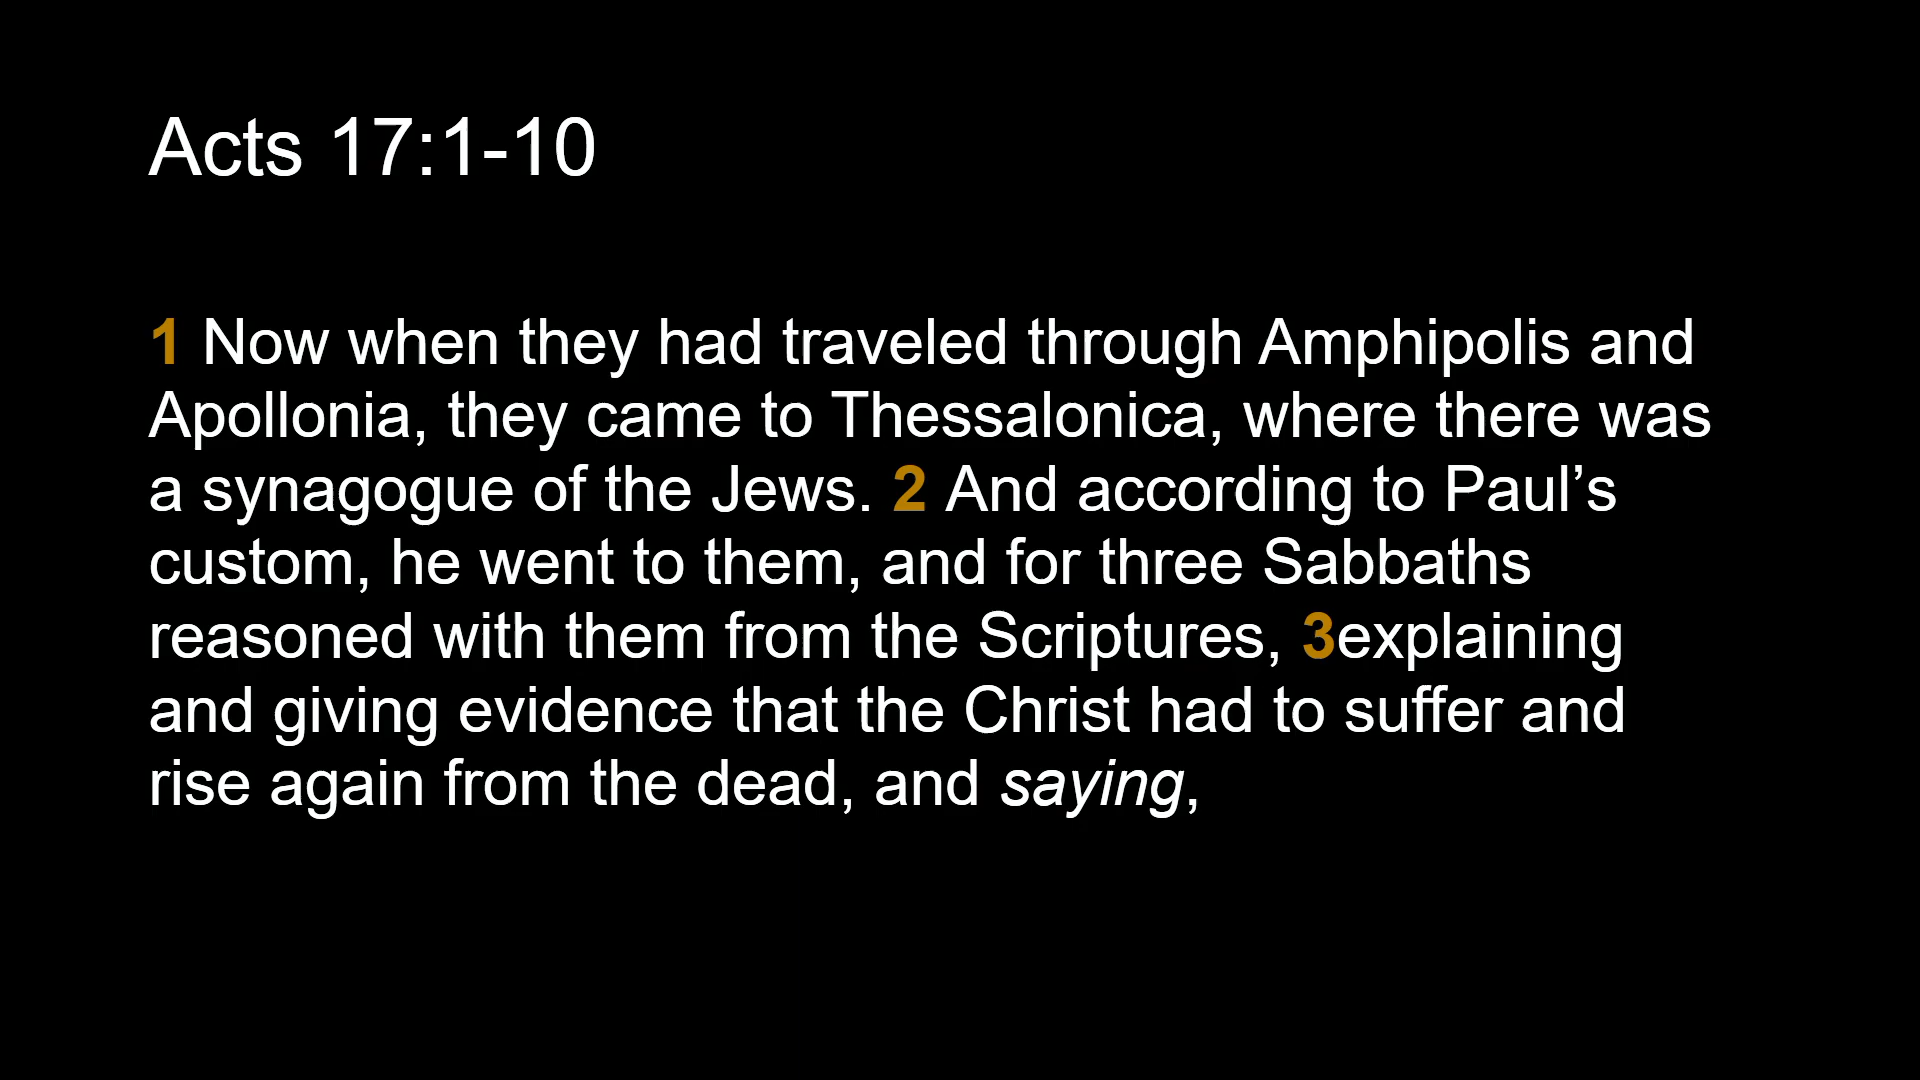 Acts 17:1-10
1 Now when they had traveled through Amphipolis and
Apollonia, they came to Thessalonica, where there was
a synagogue of the Jews. 2 And according to Paul’s
custom, he went to them, and for three Sabbaths
reasoned with them from the Scriptures, 3explaining
and giving evidence that the Christ had to suffer and
rise again from the dead, and saying,